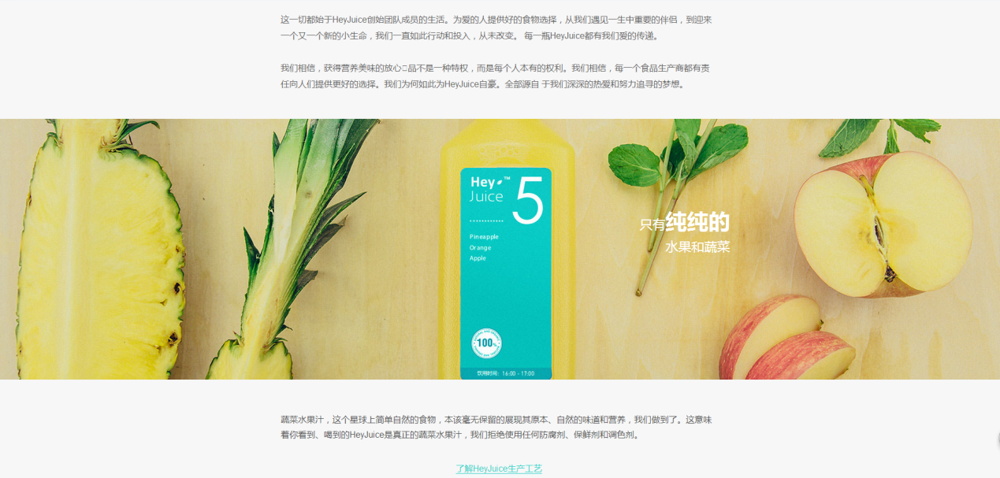 这一切都始于HeyJuice创始团队成员的生活。为爱的人提供好的食物选择，从我们遇见一生中重要的伴侣，到迎来
一个又一个新的小生命，我们一直如此行动和投入，从未改变。 每一瓶HeyJuice都有我们爱的传递。
我们相信，获得营养美味的放心□品不是一种特权，而是每个人本有的权利。我们相信，每一个食品生产商都有责
任向人们提供更好的选择。我们为何如此为HeyJuice自豪。全部源自 于我们深深的热爱和努力追寻的梦想。
Hey ™
Juice
5
Pineapple
Orange
Apple
100%
饮用时间：16:00 - 17:00
只有纯纯的
水果和蔬菜
蔬菜水果汁，这个星球上简单自然的食物，本该毫无保留的展现其原本、自然的味道和营养，我们做到了。这意味
着你看到、喝到的HeyJuice是真正的蔬菜水果汁，我们拒绝使用任何防腐剂、保鲜剂和调色剂。
了解HeyJuice生产工艺